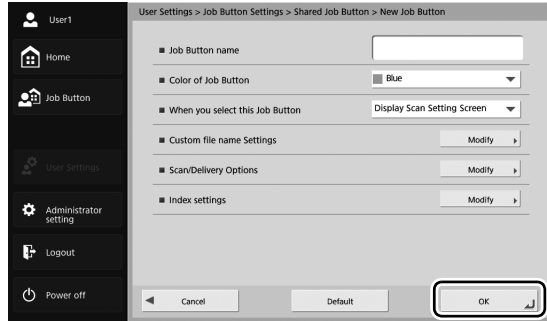 User1
User Settings > Job Button Settings > Shared Job Button > New Job Button
Home
Job Button
User Settings
Administrator
setting
Logout
Power off
Job Button name
Color of Job Button
Blue
When you select this Job Button
Display Scan Setting Screen
Custom file name Settings
Modify
Scan/Delivery Options
Modify
Index settings
Modify
Cancel
Default
OK